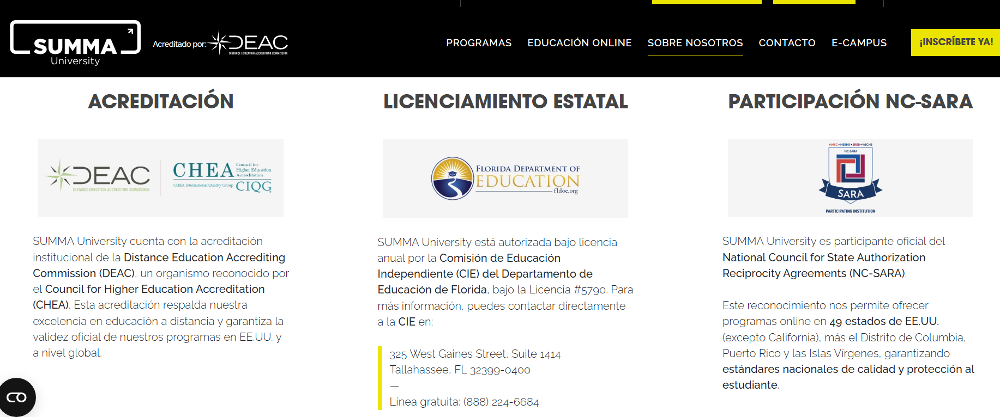 SUMMA
University
Acreditado por:
DEAC
DISTANCE EDUCATION ACCREDITING COMMISSION
PROGRAMAS
EDUCACIÓN ONLINE
SOBRE NOSOTROS
CONTACTO
E-CAMPUS
¡INSCRÍBETE YA!
ACREDITACIÓN
DEAC
DISTANCE EDUCATION ACCREDITING COMMISSION
CHEA
Council for
Higher Education
Accreditation
CHEA International Quality Group
CIQG
SUMMA University cuenta con la acreditación
institucional de la Distance Education Accrediting
Commission (DEAC), un organismo reconocido por
el Council for Higher Education Accreditation
(CHEA). Esta acreditación respalda nuestra
excelencia en educación a distancia y garantiza la
validez oficial de nuestros programas en EE.UU. y
a nivel global.
LICENCIAMIENTO ESTATAL
FLORIDA DEPARTMENT OF
EDUCATION
fldoe.org
SUMMA University está autorizada bajo licencia
anual por la Comisión de Educación
Independiente (CIE) del Departamento de
Educación de Florida, bajo la Licencia #5790. Para
más información, puedes contactar directamente
a la CIE en:
325 West Gaines Street, Suite 1414
Tallahassee, FL 32399-0400
—
Línea gratuita: (888) 224-6684
PARTICIPACIÓN NC-SARA
MHEC • NEBHE • SREB • WICHE
NC-SARA
SARA
PARTICIPATING INSTITUTION
SUMMA University es participante oficial del
National Council for State Authorization
Reciprocity Agreements (NC-SARA).
Este reconocimiento nos permite ofrecer
programas online en 49 estados de EE.UU.
(excepto California), más el Distrito de Columbia,
Puerto Rico y las Islas Vírgenes, garantizando
estándares nacionales de calidad y protección al
estudiante.